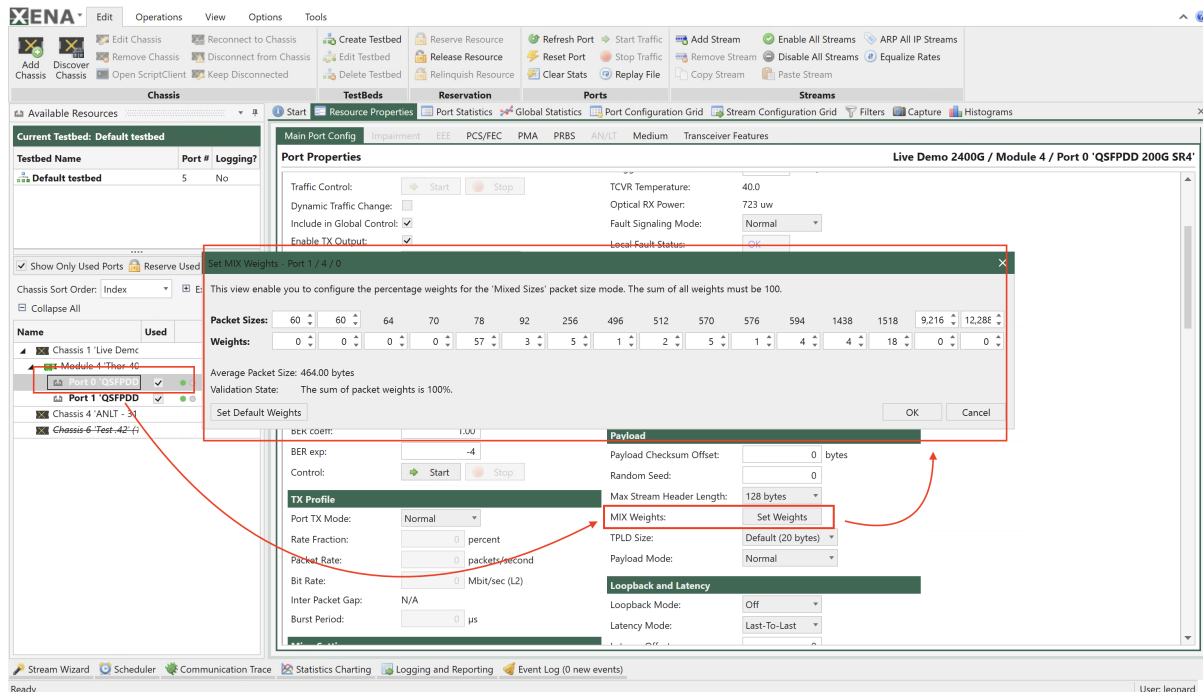 XENA
Edit Operations View Options Tools
Add Chassis
Discover Chassis
Edit Chassis Reconnect to Chassis
Remove Chassis Disconnect from Chassis
Open ScriptClient Keep Disconnected
Chassis
Create Testbed
Edit Testbed
Delete Testbed
TestBeds
Reserve Resource
Release Resource
Relinquish Resource
Reservation
Refresh Port Start Traffic
Reset Port Stop Traffic
Clear Stats Replay File
Ports
Add Stream Enable All Streams ARP All IP Streams
Remove Stream Disable All Streams Equalize Rates
Copy Stream Paste Stream
Streams
Available Resources
Start Resource Properties Port Statistics Global Statistics Port Configuration Grid Stream Configuration Grid Filters Capture Histograms
Current Testbed: Default testbed
Testbed Name Port # Logging?
Default testbed 5 No
Show Only Used Ports Reserve Used
Chassis Sort Order: Index
Collapse All
Name Used
Chassis 1 'Live Demo
Module 4 'Thor-40
Port 0 'QSFPDD
Port 1 'QSFPDD
Chassis 4 'ANLT - 31
Chassis 6 'Test .42' (
Main Port Config Impairment EEE PCS/FEC PMA PRBS AN/LT Medium Transceiver Features
Port Properties Live Demo 2400G / Module 4 / Port 0 'QSFPDD 200G SR4'
Traffic Control: Start Stop TCVR Temperature: 40.0
Dynamic Traffic Change: Optical RX Power: 723 uw
Include in Global Control: Fault Signaling Mode: Normal
Enable TX Output: Local Fault Status: OK
Set MIX Weights - Port 1 / 4 / 0
This view enable you to configure the percentage weights for the 'Mixed Sizes' packet size mode. The sum of all weights must be 100.
Packet Sizes: 60 60 64 70 78 92 256 496 512 570 576 594 1438 1518 9,216 12,288
Weights: 0 0 0 0 57 3 5 1 2 5 1 4 4 18 0 0
Average Packet Size: 464.00 bytes
Validation State: The sum of packet weights is 100%.
Set Default Weights OK Cancel
BER coeff: 1.00 Payload
BER exp: -4 Payload Checksum Offset: 0 bytes
Control: Start Stop Random Seed: 0
TX Profile Max Stream Header Length: 128 bytes
Port TX Mode: Normal MIX Weights: Set Weights
Rate Fraction: 0 percent TPLD Size: Default (20 bytes)
Packet Rate: 0 packets/second Payload Mode: Normal
Bit Rate: 0 Mbit/sec (L2) Loopback and Latency
Inter Packet Gap: N/A Loopback Mode: Off
Burst Period: 0 µs Latency Mode: Last-To-Last
Stream Wizard Scheduler Communication Trace Statistics Charting Logging and Reporting Event Log (0 new events)
Ready User: leonard